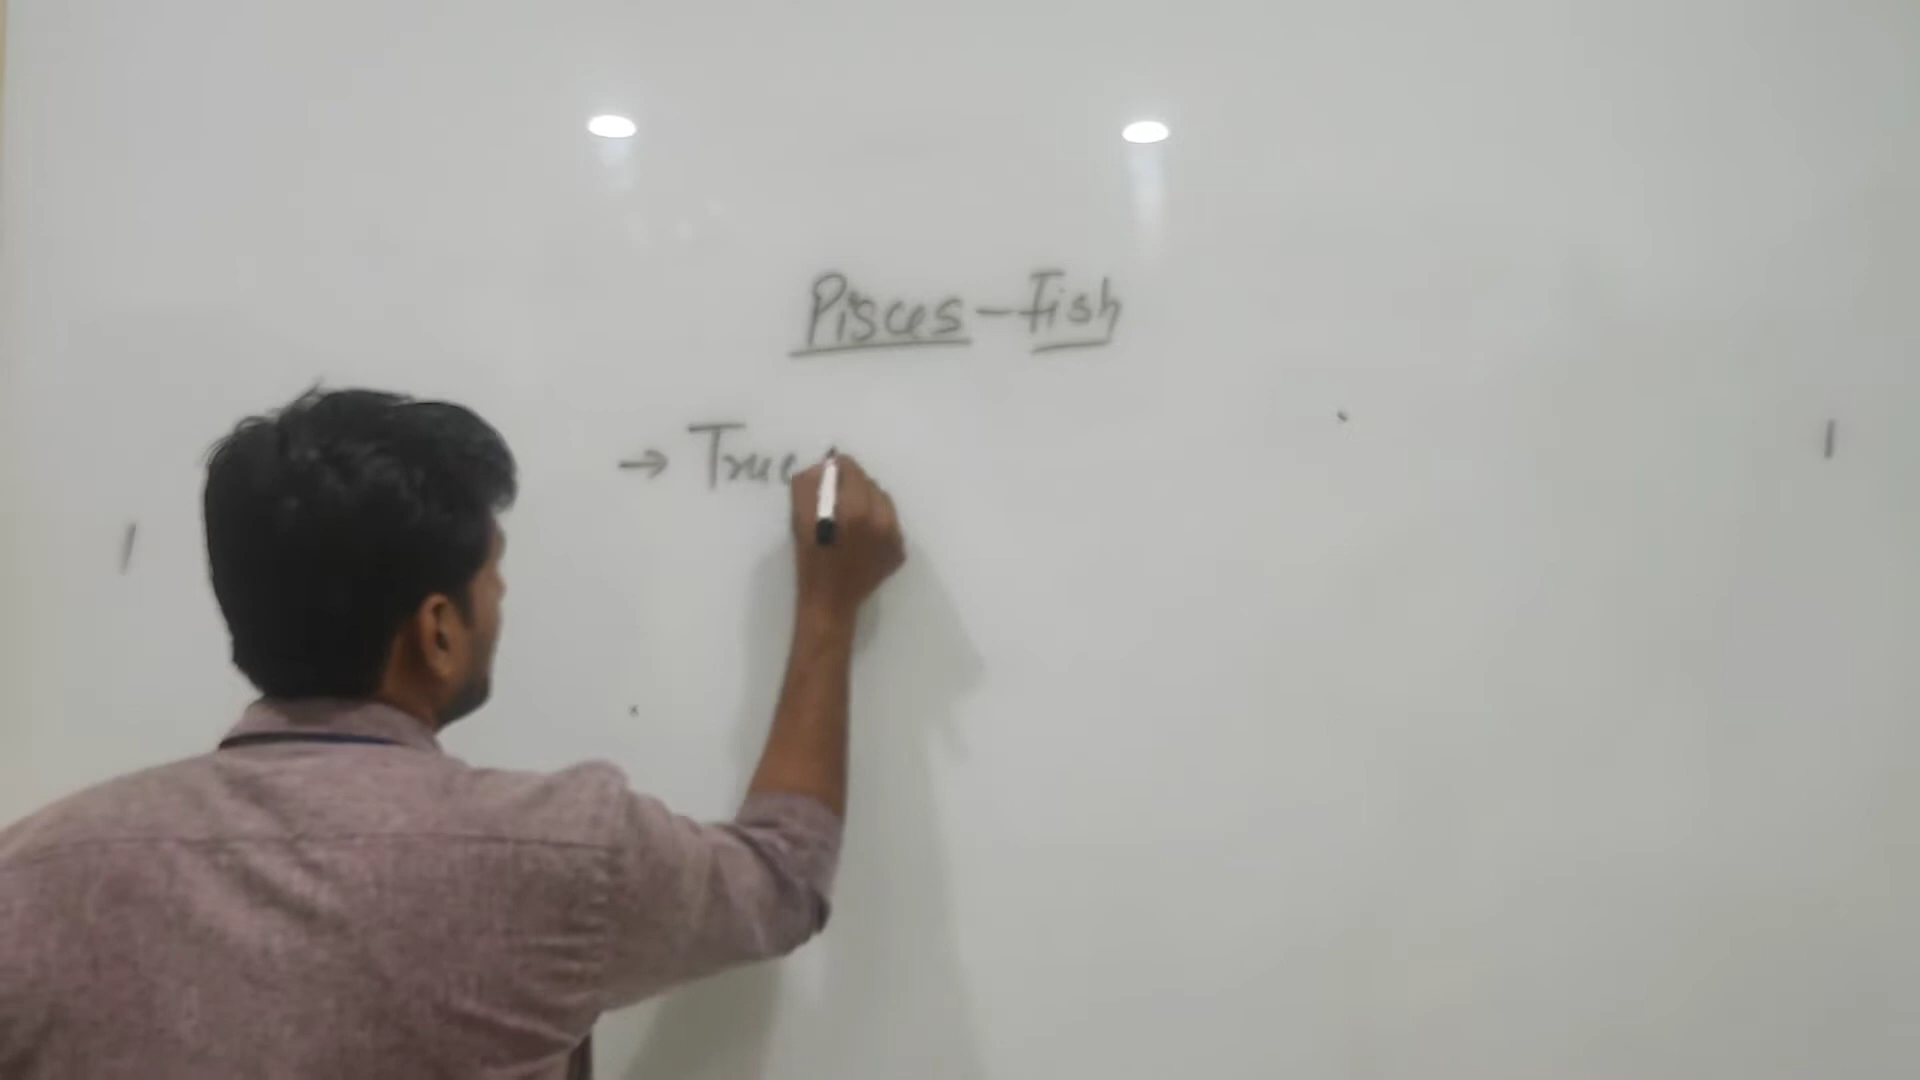 Pisces - Fish
→ True